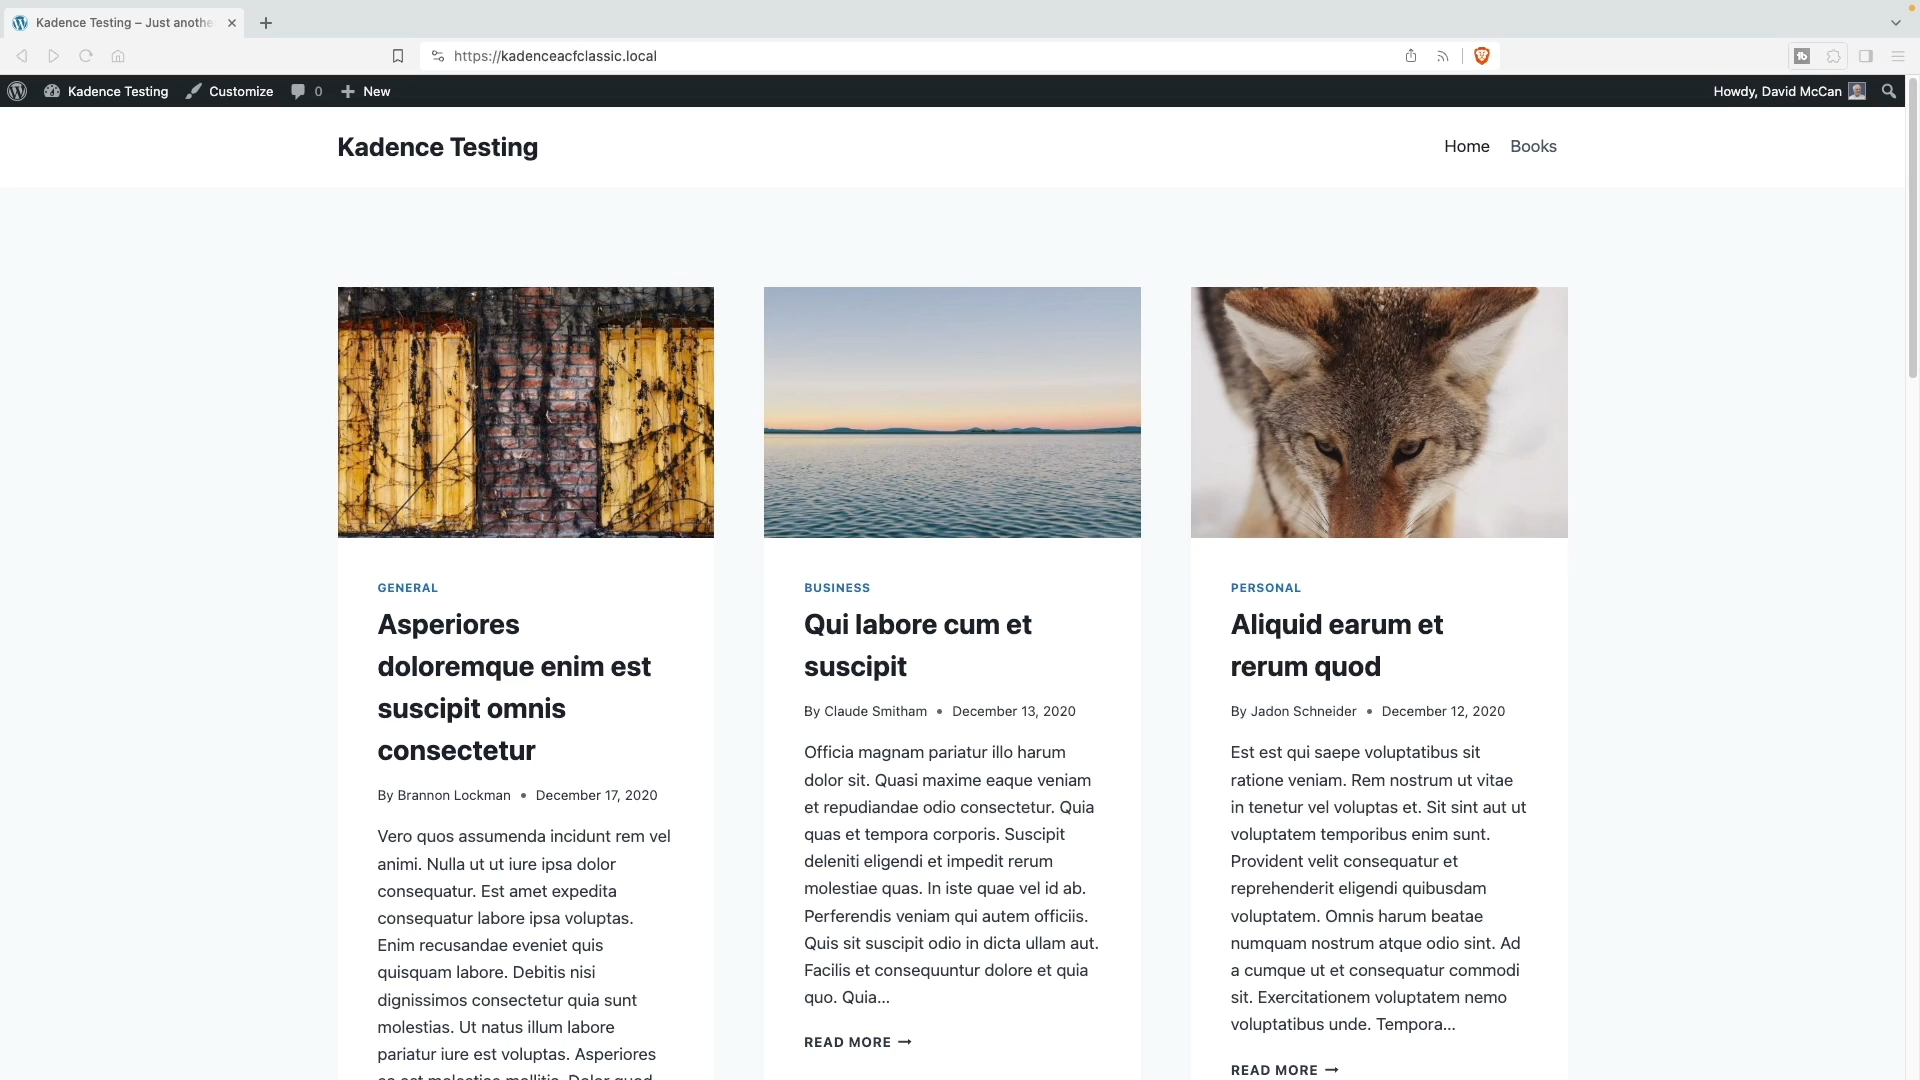 Kadence Testing – Just anothe
https://kadenceacfclassic.local
Kadence Testing
Customize
0
New
Howdy, David McCan
Kadence Testing
Home
Books
GENERAL
Asperiores
doloremque enim est
suscipit omnis
consectetur
By Brannon Lockman • December 17, 2020
Vero quos assumenda incidunt rem vel
animi. Nulla ut ut iure ipsa dolor
consequatur. Est amet expedita
consequatur labore ipsa voluptas.
Enim recusandae eveniet quis
quisquam labore. Debitis nisi
dignissimos consectetur quia sunt
molestias. Ut natus illum labore
pariatur iure est voluptas. Asperiores
BUSINESS
Qui labore cum et
suscipit
By Claude Smitham • December 13, 2020
Officia magnam pariatur illo harum
dolor sit. Quasi maxime eaque veniam
et repudiandae odio consectetur. Quia
quas et tempora corporis. Suscipit
deleniti eligendi et impedit rerum
molestiae quas. In iste quae vel id ab.
Perferendis veniam qui autem officiis.
Quis sit suscipit odio in dicta ullam aut.
Facilis et consequuntur dolore et quia
quo. Quia...
READ MORE →
PERSONAL
Aliquid earum et
rerum quod
By Jadon Schneider • December 12, 2020
Est est qui saepe voluptatibus sit
ratione veniam. Rem nostrum ut vitae
in tenetur vel voluptas et. Sit sint aut ut
voluptatem temporibus enim sunt.
Provident velit consequatur et
reprehenderit eligendi quibusdam
voluptatem. Omnis harum beatae
numquam nostrum atque odio sint. Ad
a cumque ut et consequatur commodi
sit. Exercitationem voluptatem nemo
voluptatibus unde. Tempora...
READ MORE →